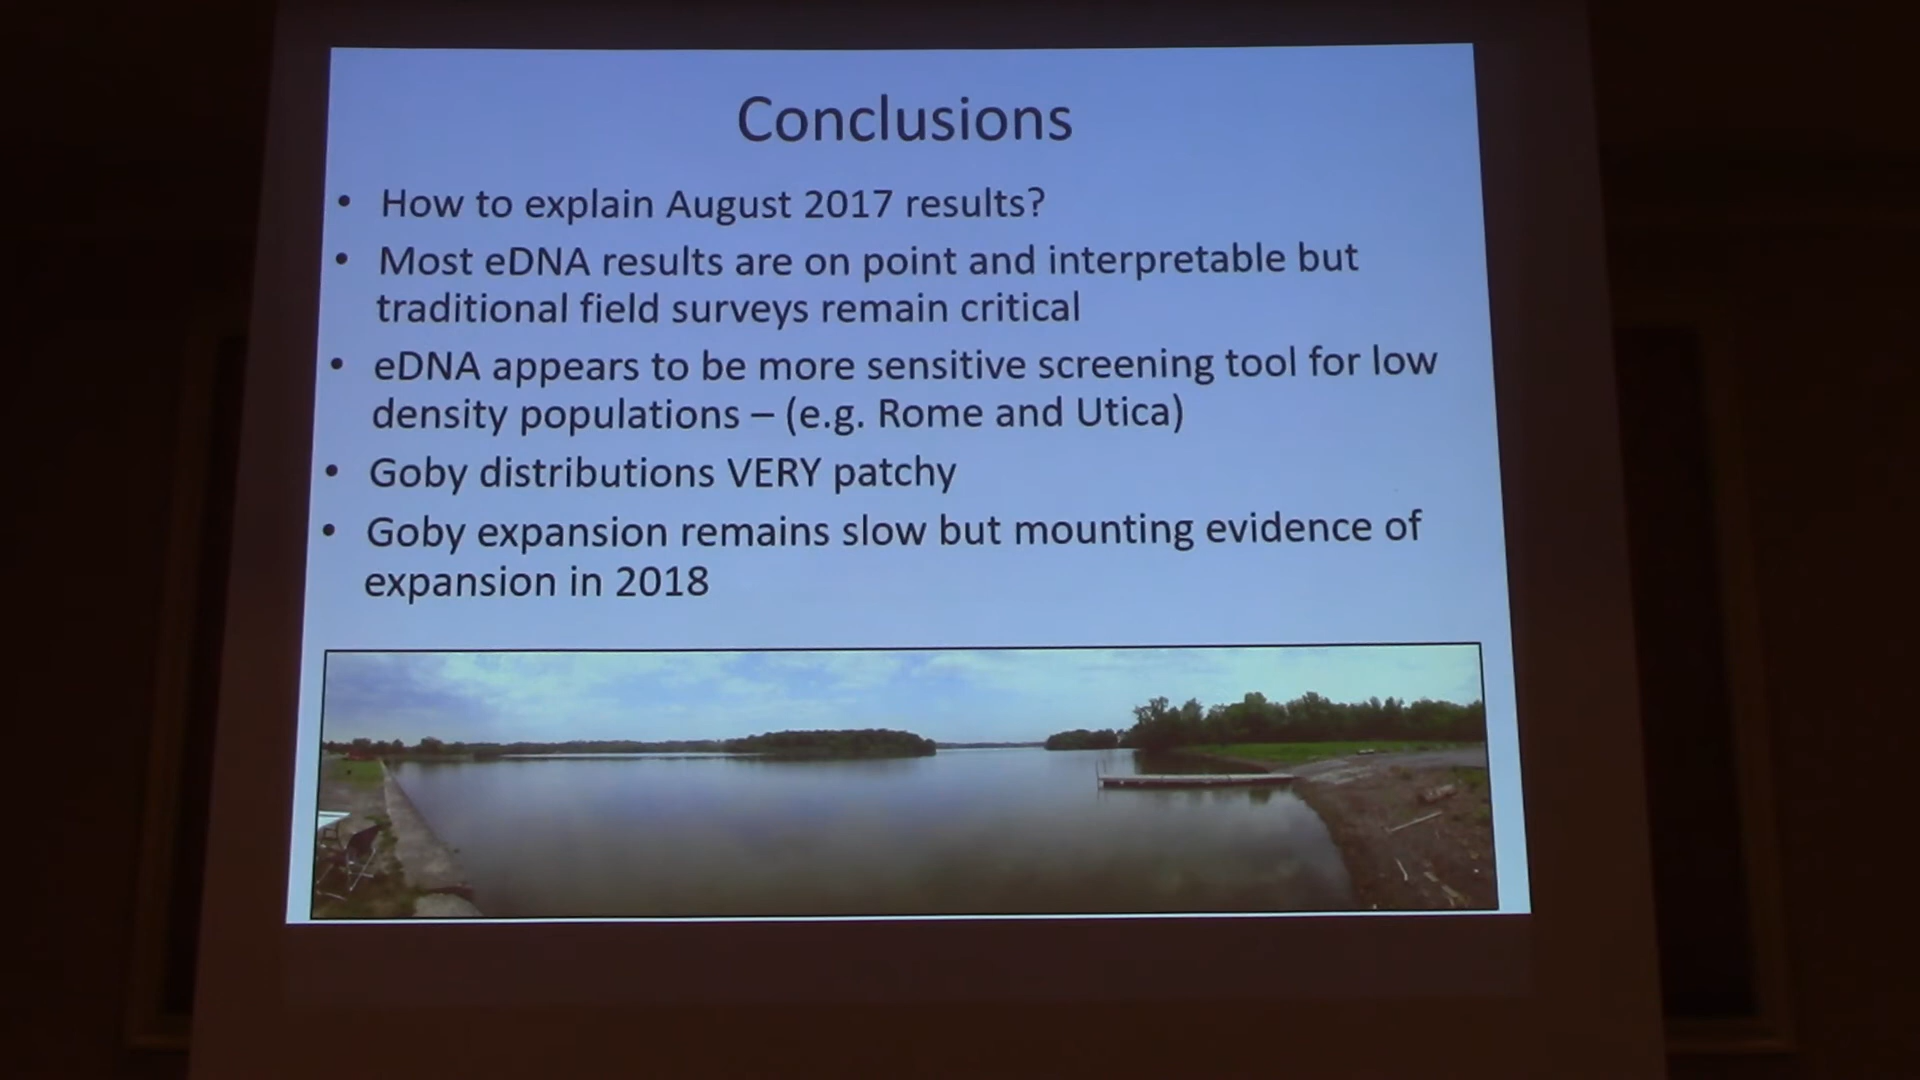 Conclusions
• How to explain August 2017 results?
• Most eDNA results are on point and interpretable but
traditional field surveys remain critical
• eDNA appears to be more sensitive screening tool for low
density populations – (e.g. Rome and Utica)
• Goby distributions VERY patchy
• Goby expansion remains slow but mounting evidence of
expansion in 2018